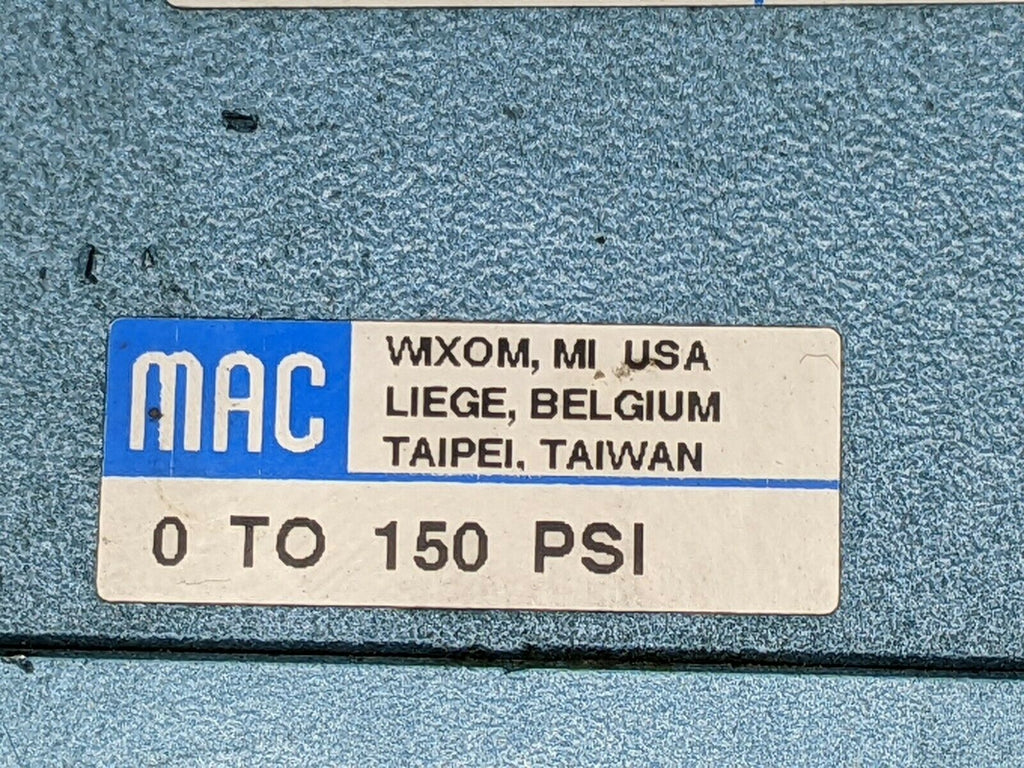 MAC
WIXOM, MI, USA
LIEGE, BELGIUM
TAIPEI, TAIWAN
0 TO 150 PSI